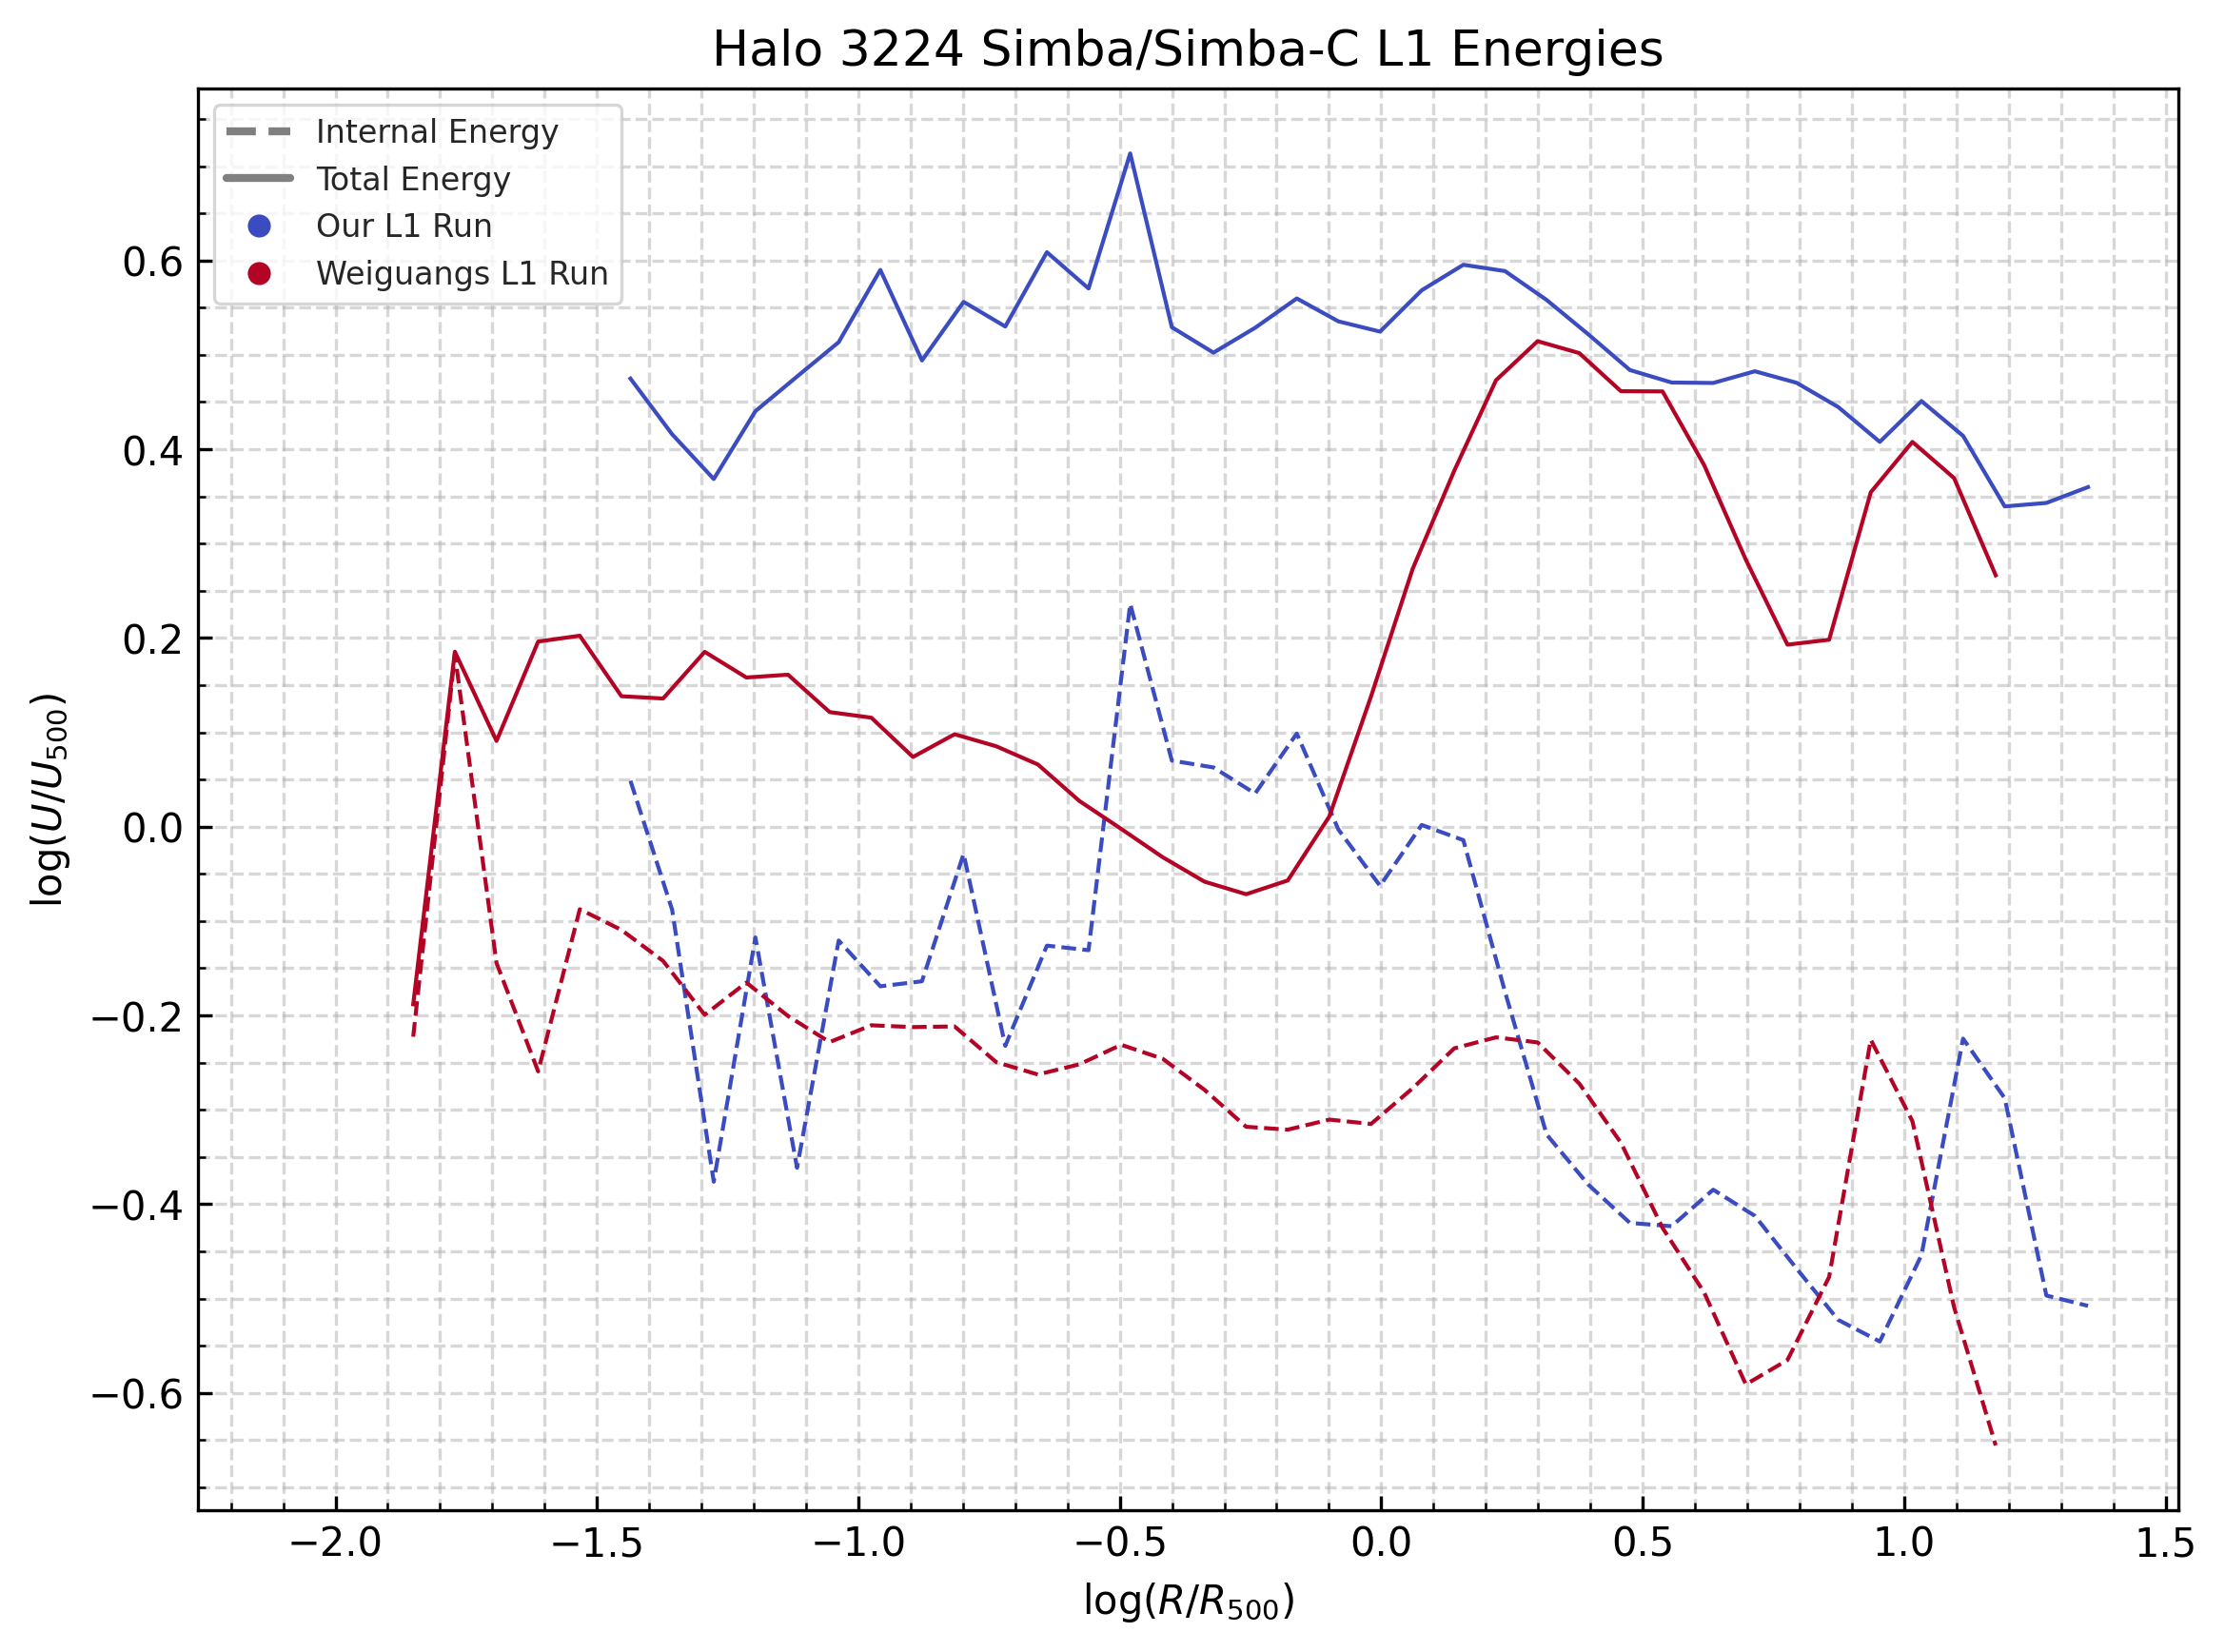 Halo 3224 Simba/Simba-C L1 Energies
Internal Energy
Total Energy
Our L1 Run
Weiguangs L1 Run
log(U/U500)
0.6
0.4
0.2
0.0
−0.2
−0.4
−0.6
−2.0 −1.5 −1.0 −0.5 0.0 0.5 1.0 1.5
log(R/R500)